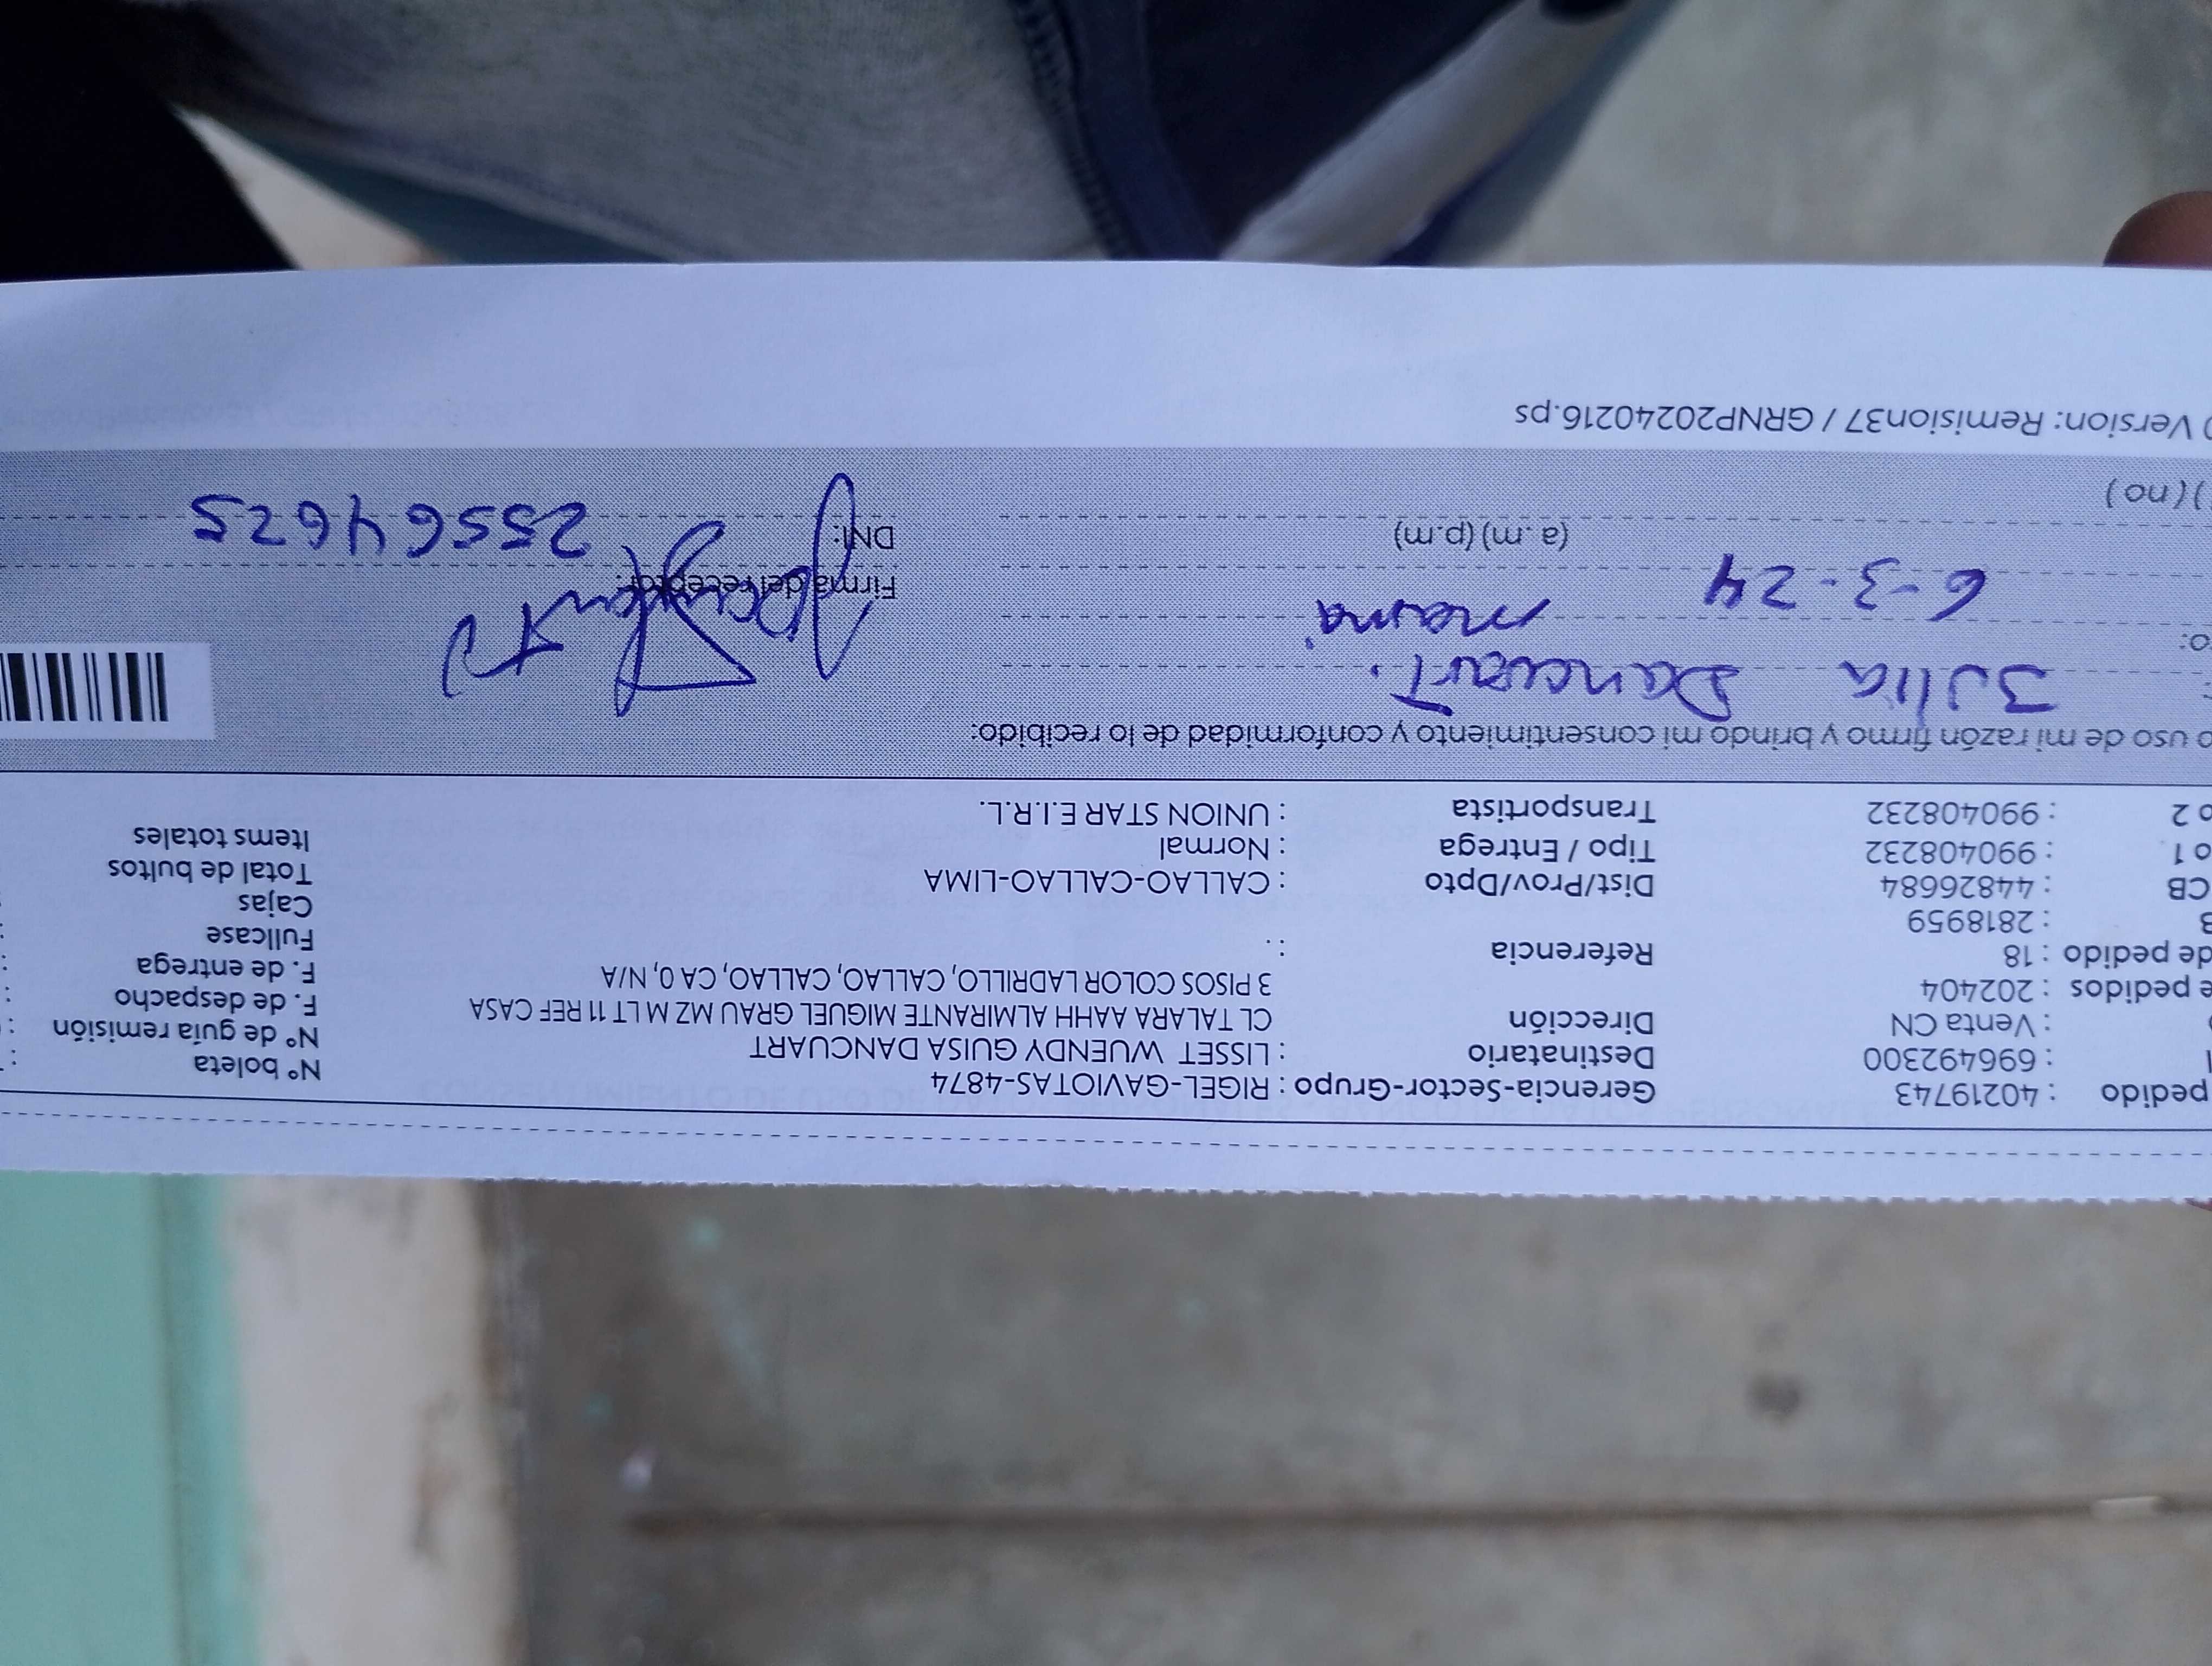 pedido : 40219743 Gerencia-Sector-Grupo : RIGEL-GAVIOTAS-4874 N° boleta :
: 696492300 Destinatario : LISSET WUENDY GUISA DANCUART N° de guía remisión :
: Venta CN Dirección CL TALARA AAHH ALMIRANTE MIGUEL GRAU MZ M LT 11 REF CASA F. de despacho :
e pedidos : 202404 3 PISOS COLOR LADRILLO, CALLAO, CALLAO, CA 0, N/A F. de entrega :
de pedido : 18 Referencia : . Fullcase :
: 2818959 Cajas
CB : 44826684 Dist/Prov/Dpto : CALLAO-CALLAO-LIMA Total de bultos
o 1 : 990408232 Tipo / Entrega : Normal Items totales
o 2 : 990408232 Transportista : UNION STAR E.I.R.L.
o uso de mi razón firmo y brindo mi consentimiento y conformidad de lo recibido:
Julia Dancuart.
o: mamá
6-3-24 Firma del receptor:
(a.m) (p.m) DNI: 25564625
)(no)
Version: Remision37 / GRNP20240216.ps